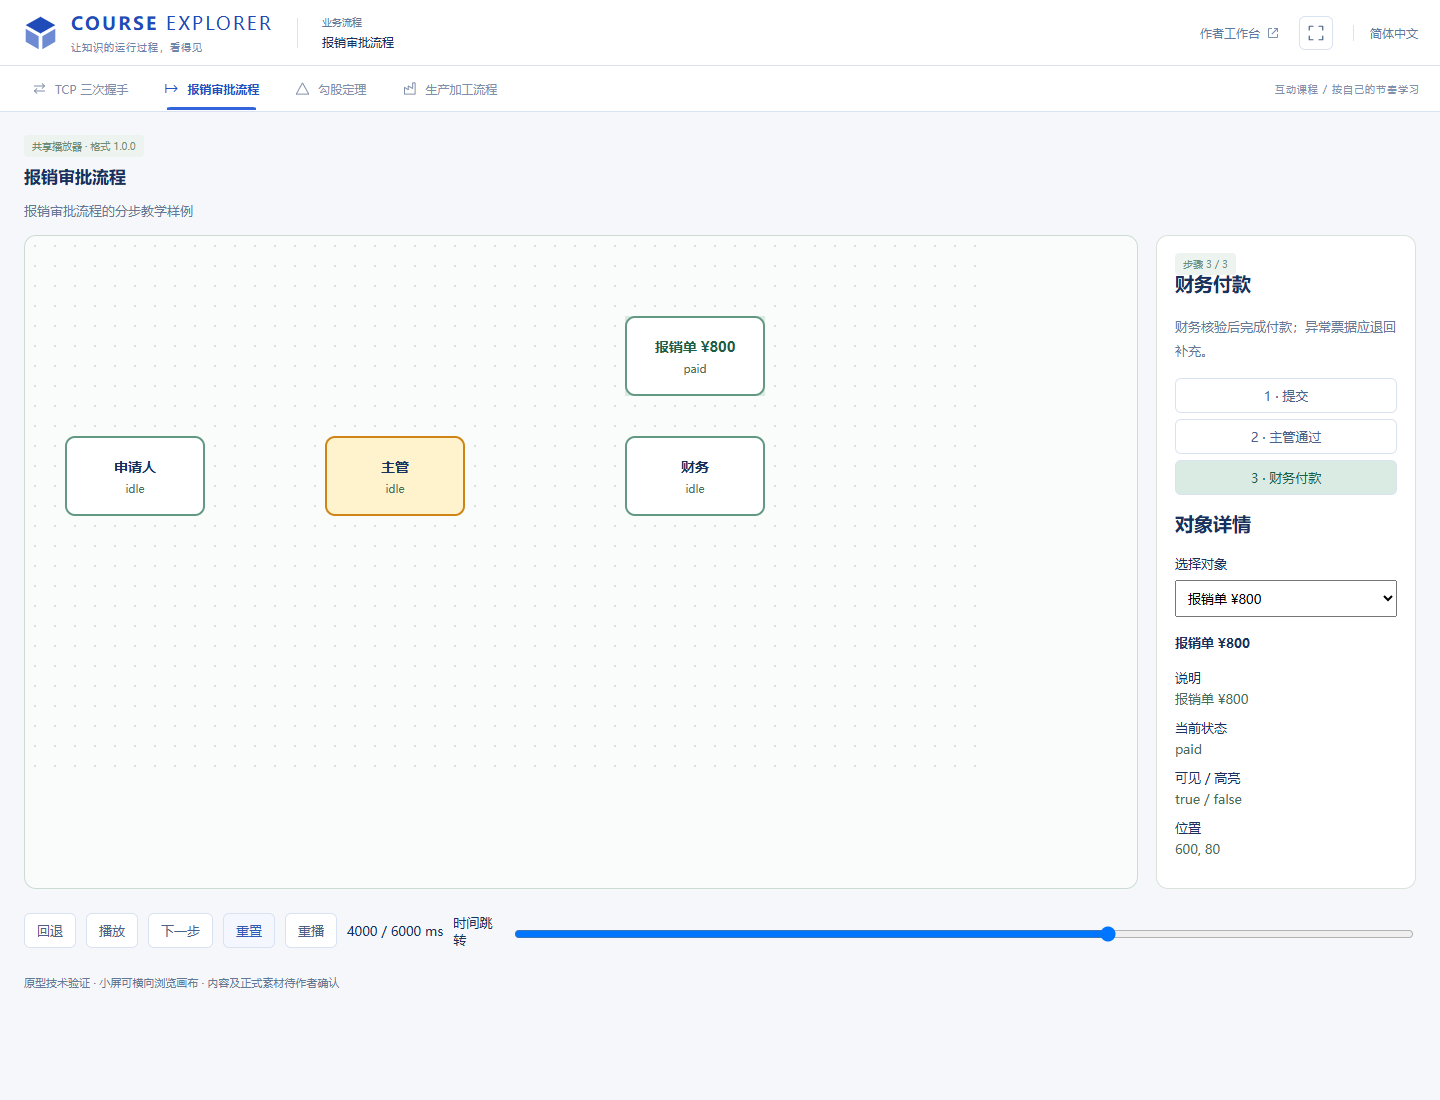 COURSE EXPLORER
让知识的运行过程，看得见
业务流程
报销审批流程
作者工作台
简体中文
TCP 三次握手
报销审批流程
勾股定理
生产加工流程
互动课程 / 按自己的节奏学习
共享播放器 · 格式 1.0.0
报销审批流程
报销审批流程的分步教学样例
报销单 ¥800
paid
申请人
idle
主管
idle
财务
idle
步骤 3 / 3
财务付款
财务核验后完成付款；异常票据应退回
补充。
1 · 提交
2 · 主管通过
3 · 财务付款
对象详情
选择对象
报销单 ¥800
报销单 ¥800
说明
报销单 ¥800
当前状态
paid
可见 / 高亮
true / false
位置
600, 80
回退
播放
下一步
重置
重播
4000 / 6000 ms
时间跳
转
原型技术验证 · 小屏可横向浏览画布 · 内容及正式素材待作者确认